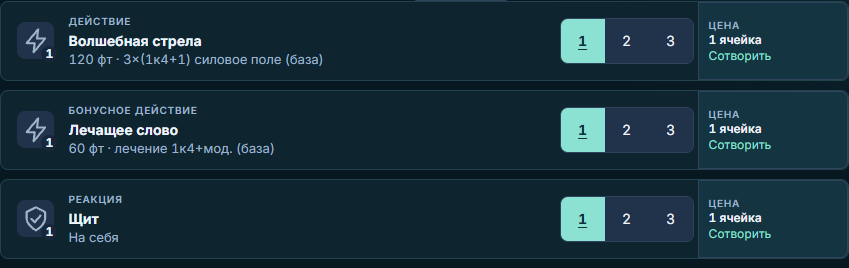 ДЕЙСТВИЕ
Волшебная стрела
120 фт · 3×(1к4+1) силовое поле (база)
1
1 2 3
ЦЕНА
1 ячейка
Сотворить
БОНУСНОЕ ДЕЙСТВИЕ
Лечащее слово
60 фт · лечение 1к4+мод. (база)
1
1 2 3
ЦЕНА
1 ячейка
Сотворить
РЕАКЦИЯ
Щит
На себя
1
1 2 3
ЦЕНА
1 ячейка
Сотворить